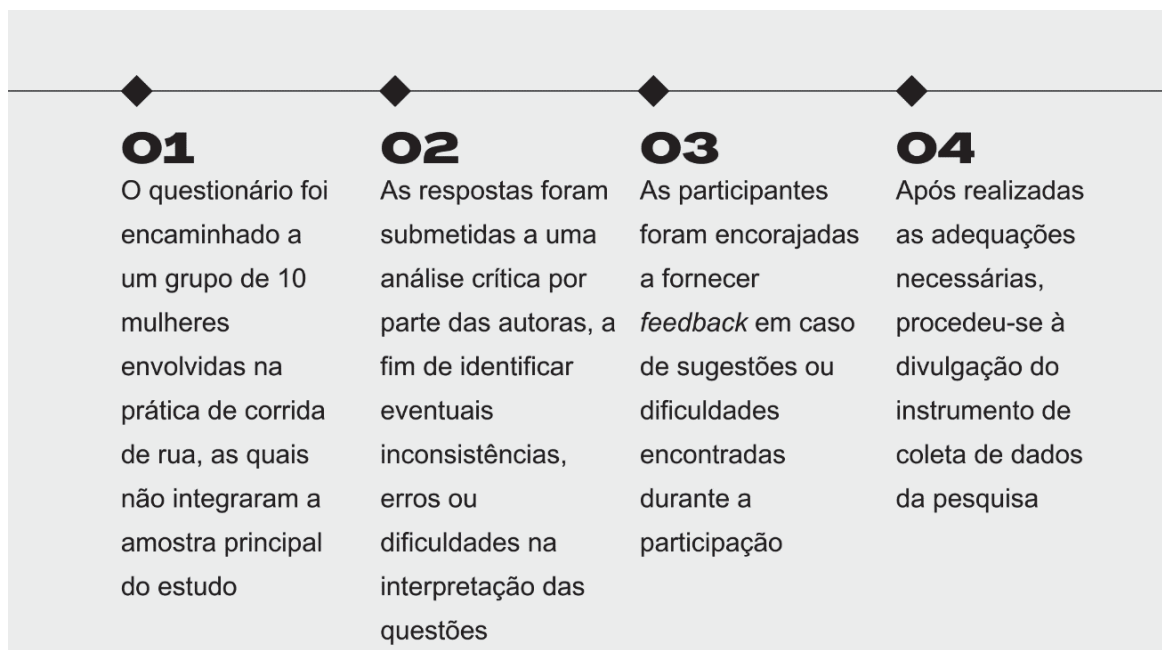 01
O questionário foi
encaminhado a
um grupo de 10
mulheres
envolvidas na
prática de corrida
de rua, as quais
não integraram a
amostra principal
do estudo
02
As respostas foram
submetidas a uma
análise crítica por
parte das autoras, a
fim de identificar
eventuais
inconsistências,
erros ou
dificuldades na
interpretação das
questões
03
As participantes
foram encorajadas
a fornecer
feedback em caso
de sugestões ou
dificuldades
encontradas
durante a
participação
04
Após realizadas
as adequações
necessárias,
procedeu-se à
divulgação do
instrumento de
coleta de dados
da pesquisa